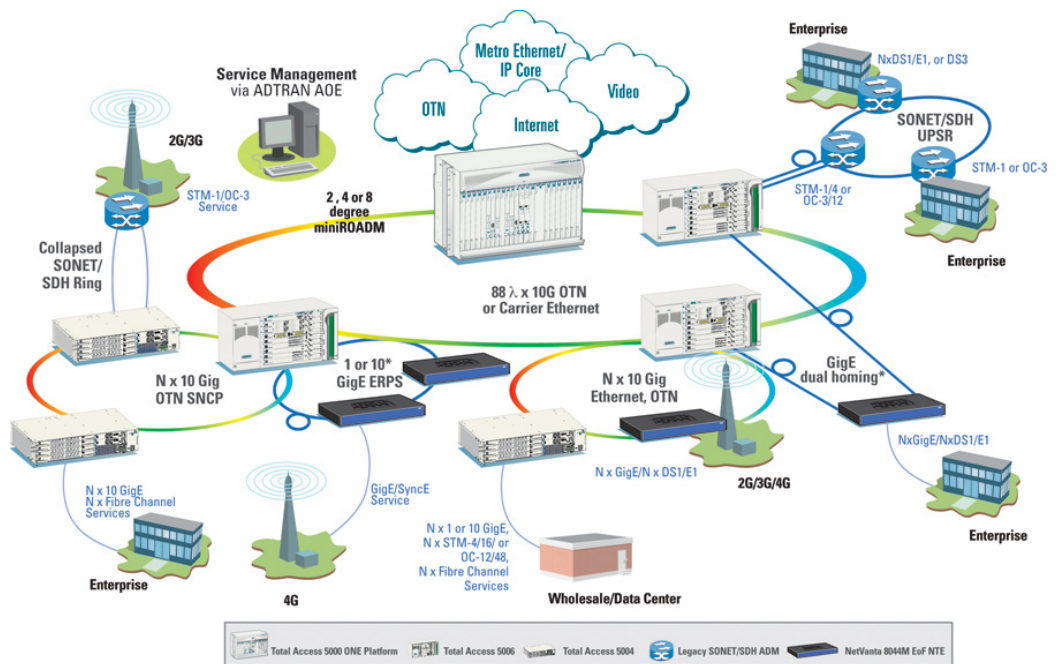 Metro Ethernet/
IP Core
OTN
Video
Internet
Service Management
via ADTRAN AOE
2G/3G
STM-1/OC-3
Service
Collapsed
SONET/
SDH Ring
2 , 4 or 8
degree
miniROADM
Enterprise
NxDS1/E1, or DS3
SONET/SDH
UPSR
STM-1 or OC-3
STM-1/4 or
OC-3/12
Enterprise
88 λ x 10G OTN
or Carrier Ethernet
N x 10 Gig
OTN SNCP
1 or 10*
GigE ERPS
N x 10 Gig
Ethernet, OTN
GigE
dual homing*
N x GigE/N x DS1/E1
2G/3G/4G
NxGigE/NxDS1/E1
Enterprise
N x 10 GigE
N x Fibre Channel
Services
Enterprise
GigE/SyncE
Service
4G
N x 1 or 10 GigE,
N x STM-4/16/ or
OC-12/48,
N x Fibre Channel
Services
Wholesale/Data Center
Total Access 5000 ONE Platform
Total Access 5006
Total Access 5004
Legacy SONET/SDH ADM
NetVanta 8044M EoF NTE